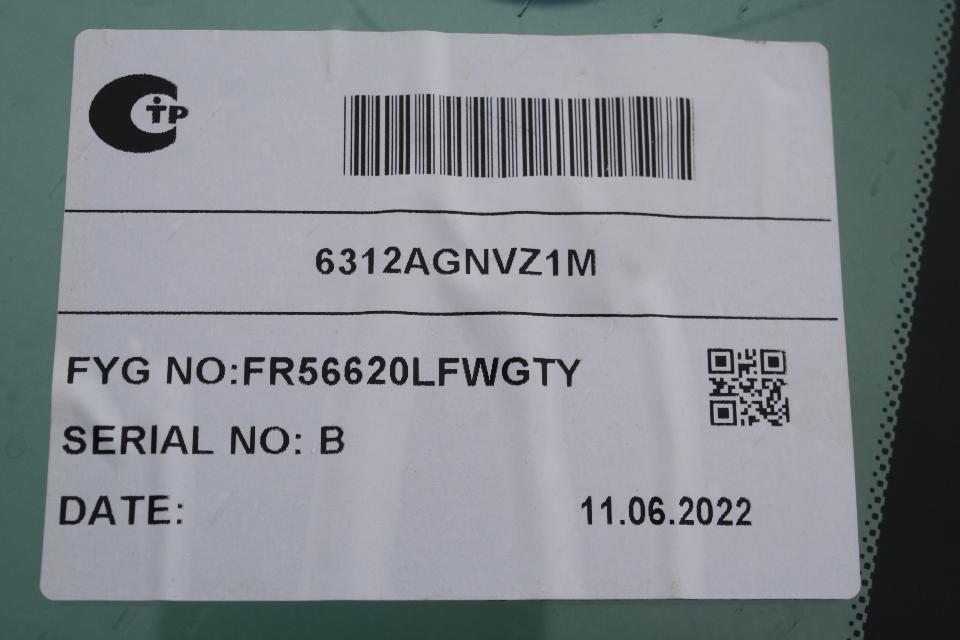 TP
6312AGNVZ1M
FYG NO:FR56620LFWGTY
SERIAL NO: B
DATE: 11.06.2022